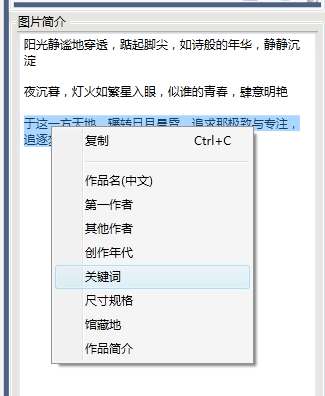 图片简介
阳光静谧地穿透，踮起脚尖，如诗般的年华，静静沉
淀
夜沉暮，灯火如繁星入眼，似谁的青春，肆意明艳
于这一方天地，辗转日月晨昏，追求那极致与专注，
追逐
复制 Ctrl+C
作品名(中文)
第一作者
其他作者
创作年代
关键词
尺寸规格
馆藏地
作品简介